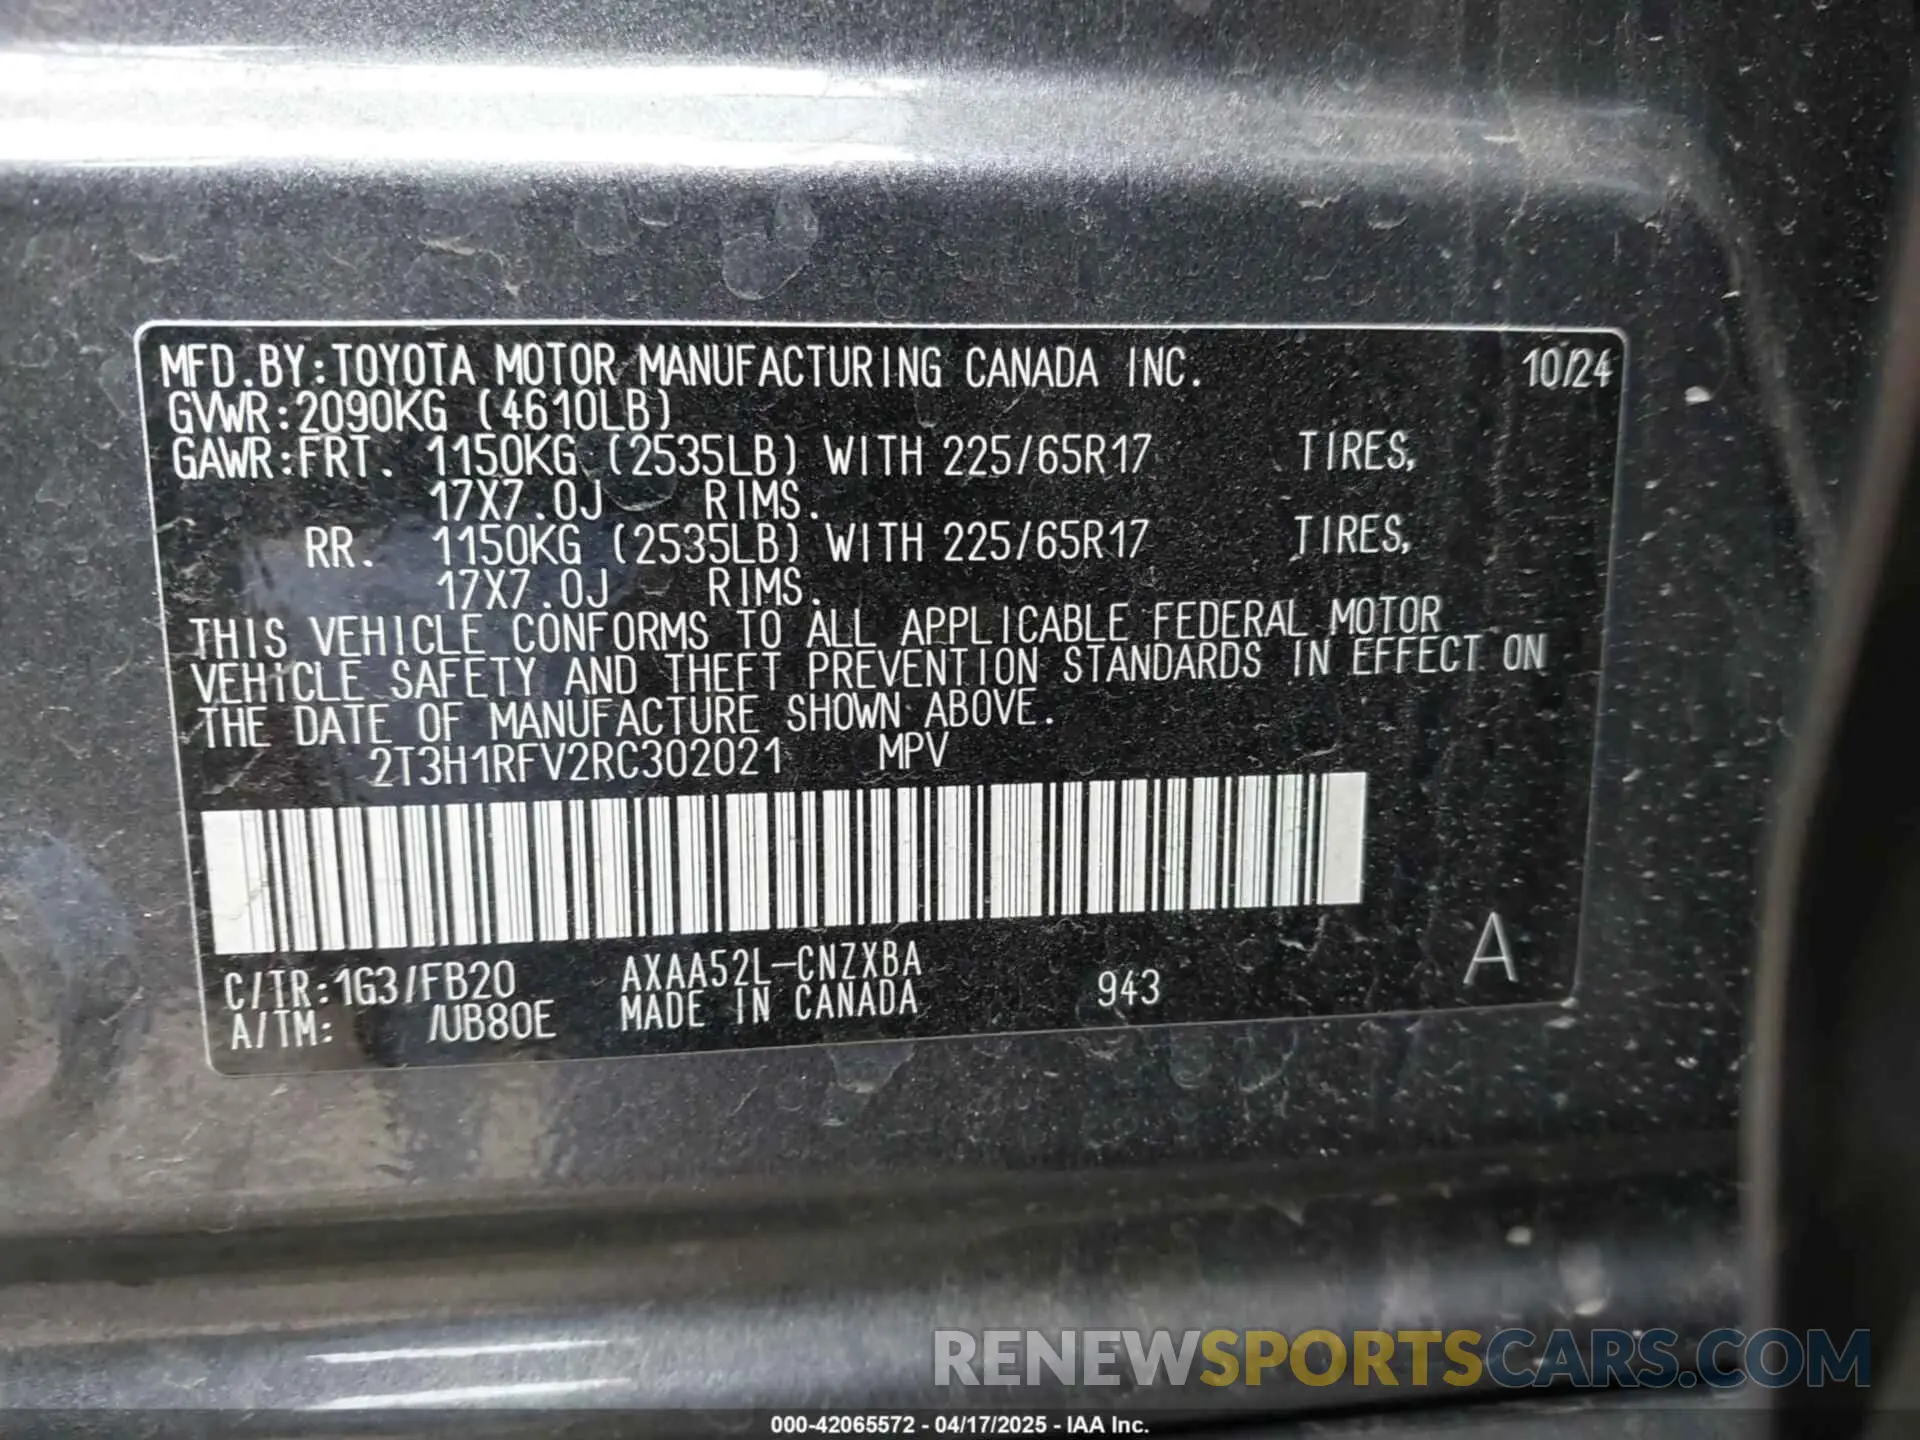 MFD.BY:TOYOTA MOTOR MANUFACTURING CANADA INC. 10/24
GVWR:2090KG (4610LB)
GAWR:FRT. 1150KG (2535LB) WITH 225/65R17 TIRES,
17X7.0J RIMS.
RR. 1150KG (2535LB) WITH 225/65R17 TIRES,
17X7.0J RIMS.
THIS VEHICLE CONFORMS TO ALL APPLICABLE FEDERAL MOTOR
VEHICLE SAFETY AND THEFT PREVENTION STANDARDS IN EFFECT ON
THE DATE OF MANUFACTURE SHOWN ABOVE.
2T3H1RFV2RC302021 MPV
C/TR:1G3/FB20 AXAA52L-CNZXBA 943 A
A/TM: /UB80E MADE IN CANADA
RENEWSPORTSCARS.COM
000-42065572 - 04/17/2025 - IAA Inc.